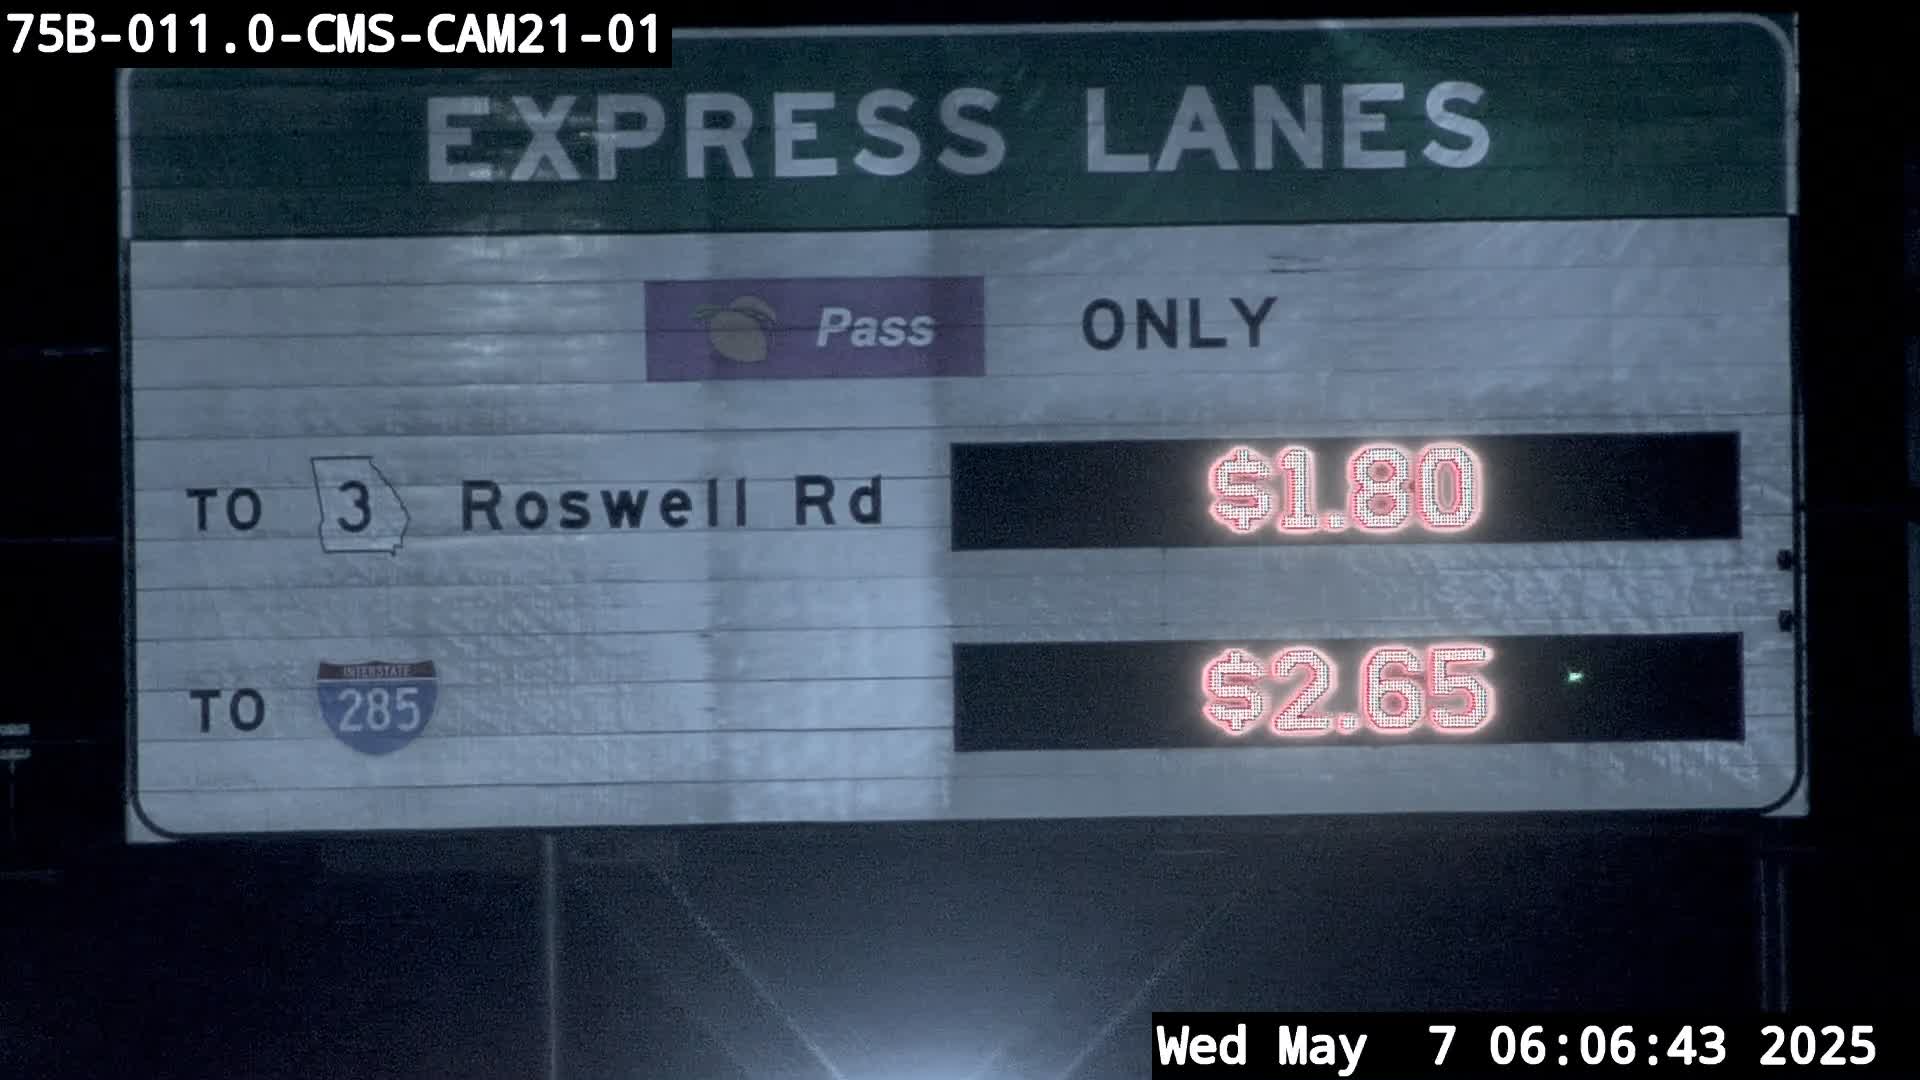 75B-011.0-CMS-CAM21-01
EXPRESS LANES
Pass ONLY
TO 3 Roswell Rd $1.80
INTERSTATE
TO 285 $2.65
Wed May 7 06:06:43 2025